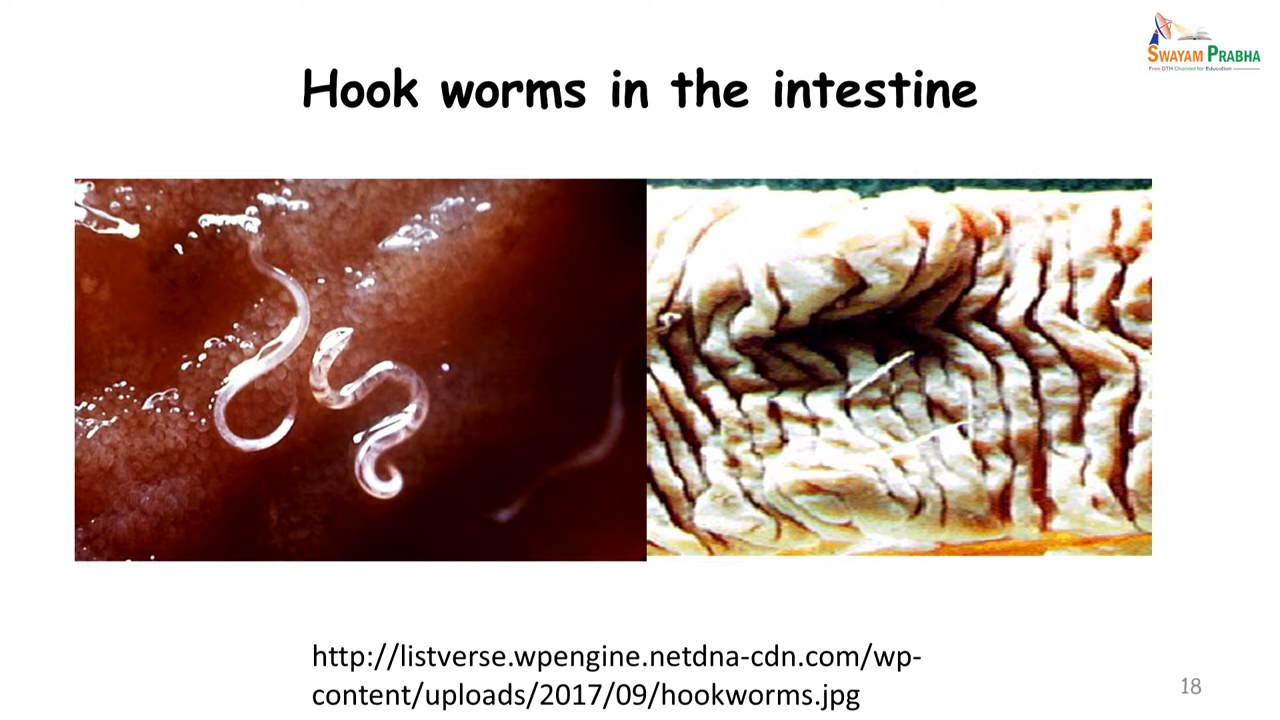 SWAYAM PRABHA
Free DTH Channel for Education
Hook worms in the intestine
http://listverse.wpengine.netdna-cdn.com/wp-
content/uploads/2017/09/hookworms.jpg
18